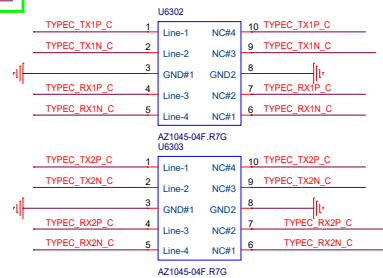 U6302
TYPEC_TX1P_C 1 Line-1 NC#4 10 TYPEC_TX1P_C
TYPEC_TX1N_C 2 Line-2 NC#3 9 TYPEC_TX1N_C
3 GND#1 GND2 8
TYPEC_RX1P_C 4 Line-3 NC#2 7 TYPEC_RX1P_C
TYPEC_RX1N_C 5 Line-4 NC#1 6 TYPEC_RX1N_C
AZ1045-04F.R7G
U6303
TYPEC_TX2P_C 1 Line-1 NC#4 10 TYPEC_TX2P_C
TYPEC_TX2N_C 2 Line-2 NC#3 9 TYPEC_TX2N_C
3 GND#1 GND2 8
TYPEC_RX2P_C 4 Line-3 NC#2 7 TYPEC_RX2P_C
TYPEC_RX2N_C 5 Line-4 NC#1 6 TYPEC_RX2N_C
AZ1045-04F.R7G